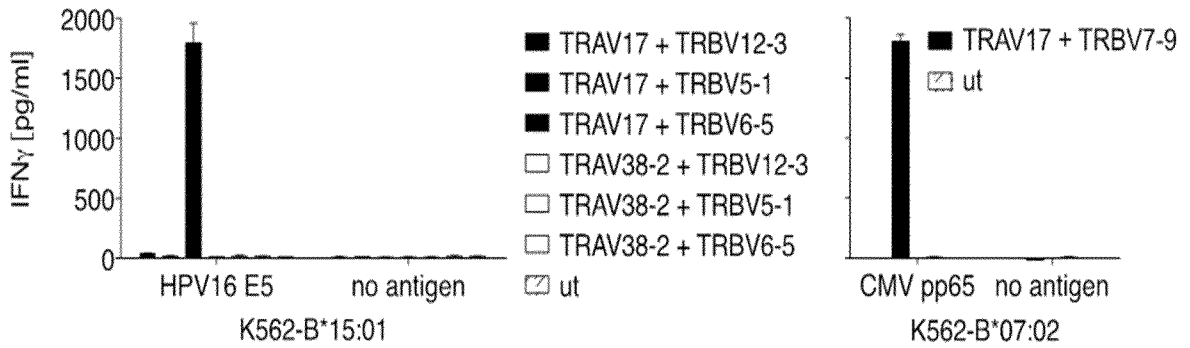 IFNγ [pg/ml]
2000
1500
1000
500
0
HPV16 E5
no antigen
K562-B*15:01
TRAV17 + TRBV12-3
TRAV17 + TRBV5-1
TRAV17 + TRBV6-5
TRAV38-2 + TRBV12-3
TRAV38-2 + TRBV5-1
TRAV38-2 + TRBV6-5
ut
TRAV17 + TRBV7-9
ut
CMV pp65
no antigen
K562-B*07:02